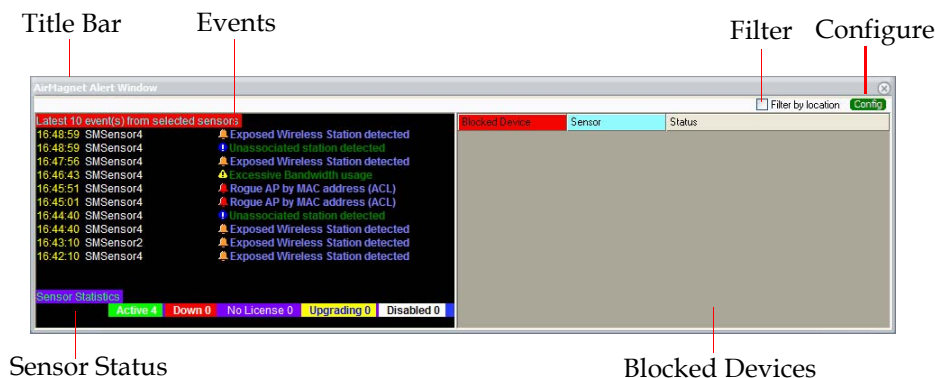 Title Bar Events Filter Configure
AirMagnet Alert Window
Filter by location Config
Latest 10 event(s) from selected sensors
Blocked Device Sensor Status
16:48:59 SMSensor4 Exposed Wireless Station detected
16:48:59 SMSensor4 Unassociated station detected
16:47:56 SMSensor4 Exposed Wireless Station detected
16:46:43 SMSensor4 Excessive Bandwidth usage
16:45:51 SMSensor4 Rogue AP by MAC address (ACL)
16:45:01 SMSensor4 Rogue AP by MAC address (ACL)
16:44:40 SMSensor4 Unassociated station detected
16:44:40 SMSensor4 Exposed Wireless Station detected
16:43:10 SMSensor2 Exposed Wireless Station detected
16:42:10 SMSensor4 Exposed Wireless Station detected
Sensor Statistics
Active 4 Down 0 No License 0 Upgrading 0 Disabled 0
Sensor Status Blocked Devices